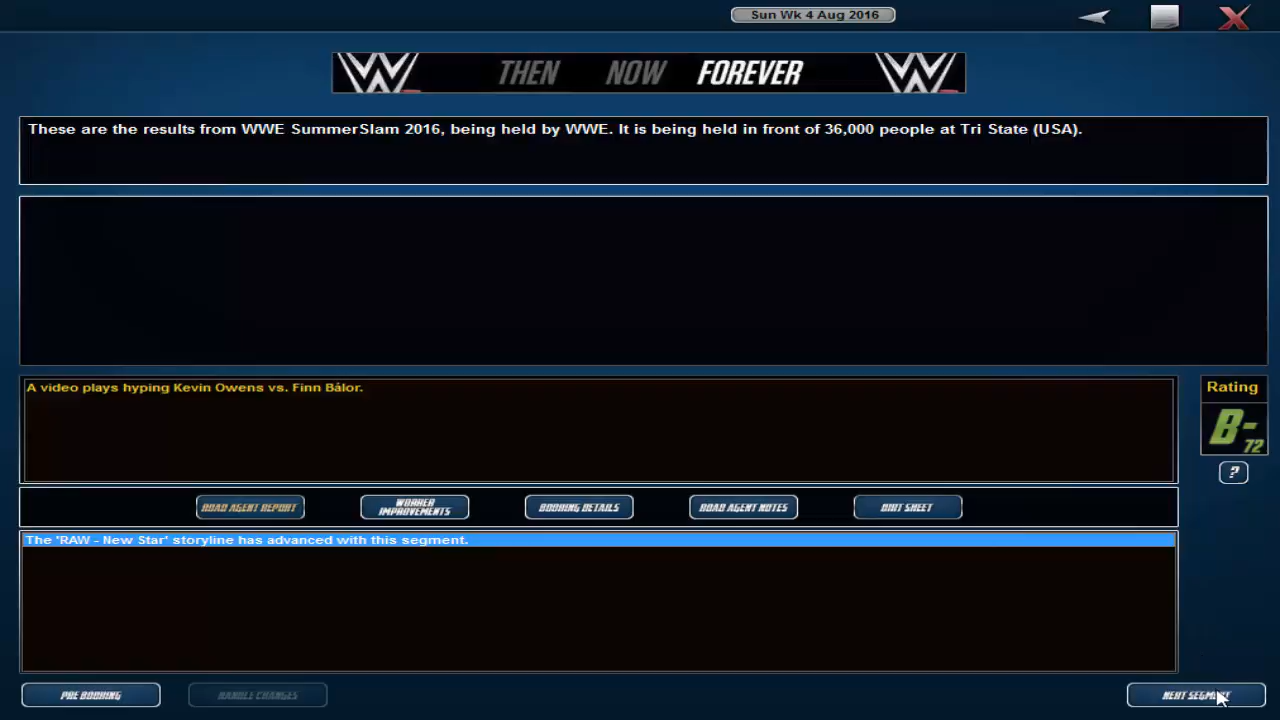 Sun Wk 4 Aug 2016
W THEN NOW FOREVER W
These are the results from WWE SummerSlam 2016, being held by WWE. It is being held in front of 36,000 people at Tri State (USA).
A video plays hyping Kevin Owens vs. Finn Bálor.
Rating
B-
72
?
ROAD AGENT REPORT
WORKER IMPROVEMENTS
BOOKING DETAILS
ROAD AGENT NOTES
DIRT SHEET
The 'RAW - New Star' storyline has advanced with this segment.
PRE BOOKING
HANDLE CHANGES
NEXT SEGMENT